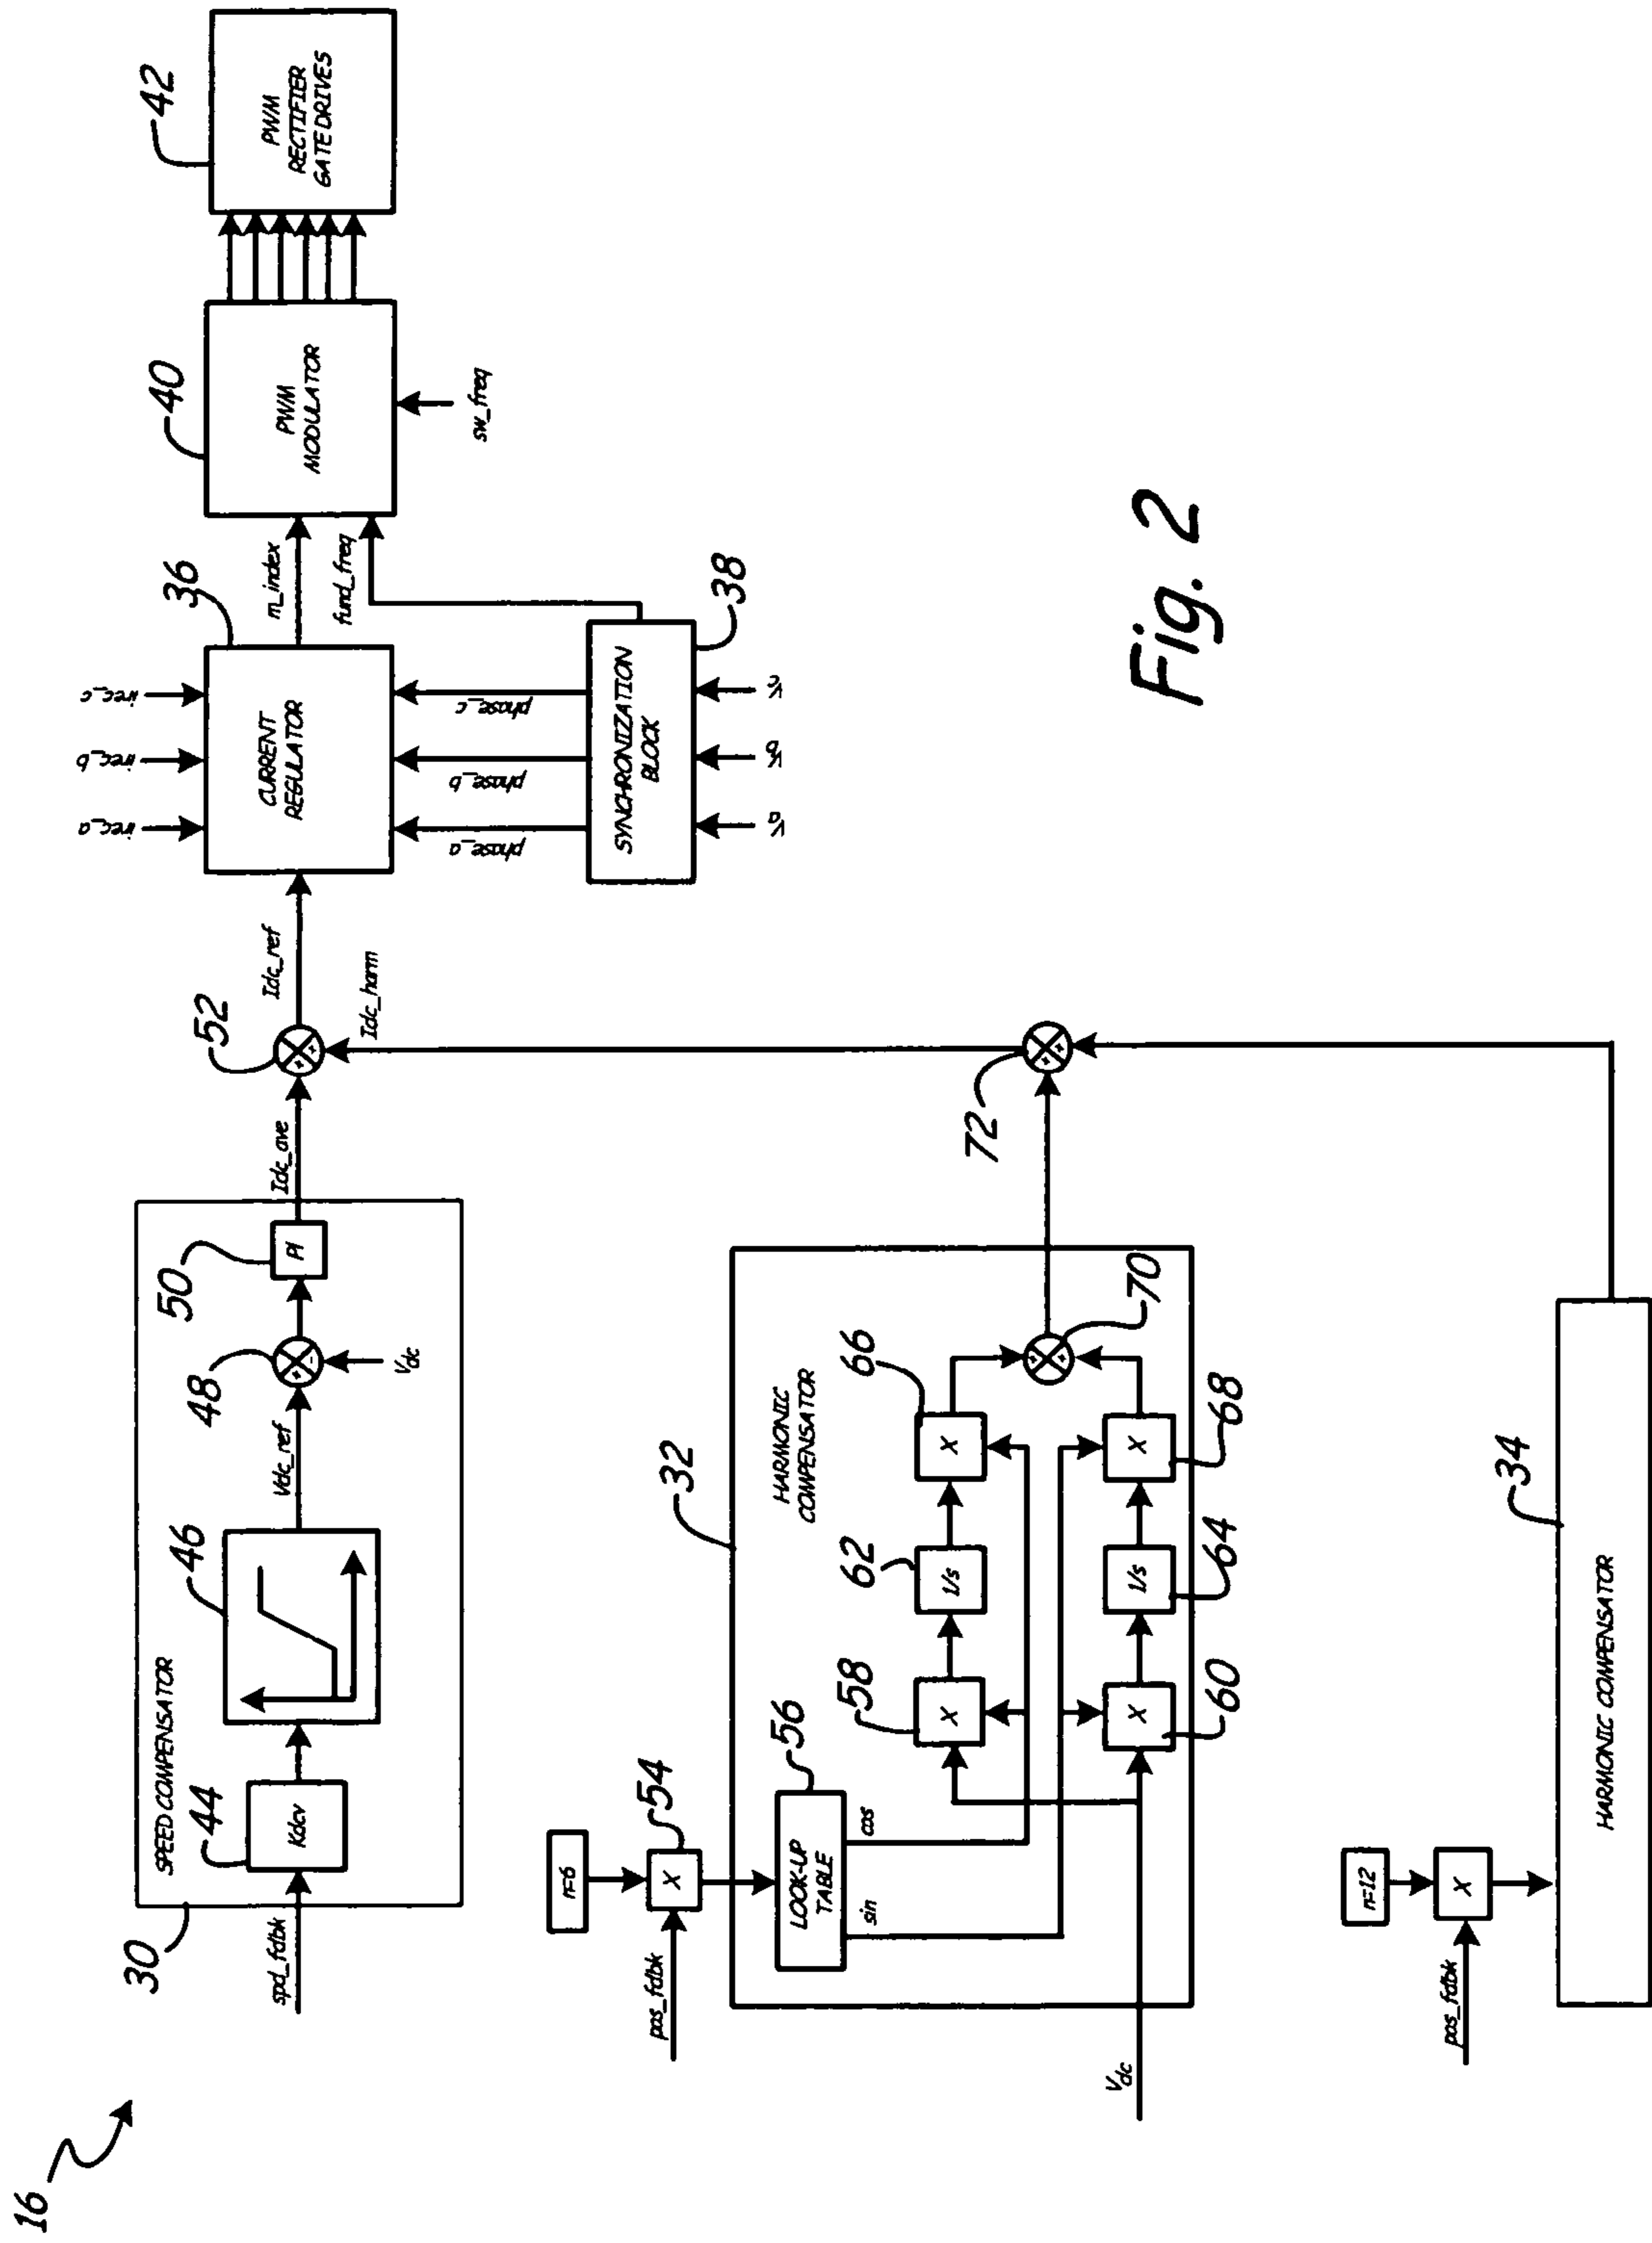 16
30
SPEED COMPENSATOR
spd_fdbk
44
Kdcv
46
Vdc_ref
48
+
-
Vdc
50
PI
Idc_ave
52
+
+
Idc_ref
Idc_harm
irec_a
irec_b
irec_c
36
CURRENT
REGULATOR
phase_a
phase_b
phase_c
SYNCHRONIZATION
BLOCK
38
Va
Vb
Vc
m_index
fund_freq
40
PWM
MODULATOR
sw_freq
42
PWM
RECTIFIER
GATE DRIVES
n=6
pos_fdbk
X
54
32
HARMONIC
COMPENSATOR
56
LOOK-UP
TABLE
sin
cos
Vdc
58
X
60
X
62
1/s
64
1/s
66
X
68
X
70
+
+
72
+
+
n=12
pos_fdbk
X
34
HARMONIC COMPENSATOR
Fig. 2